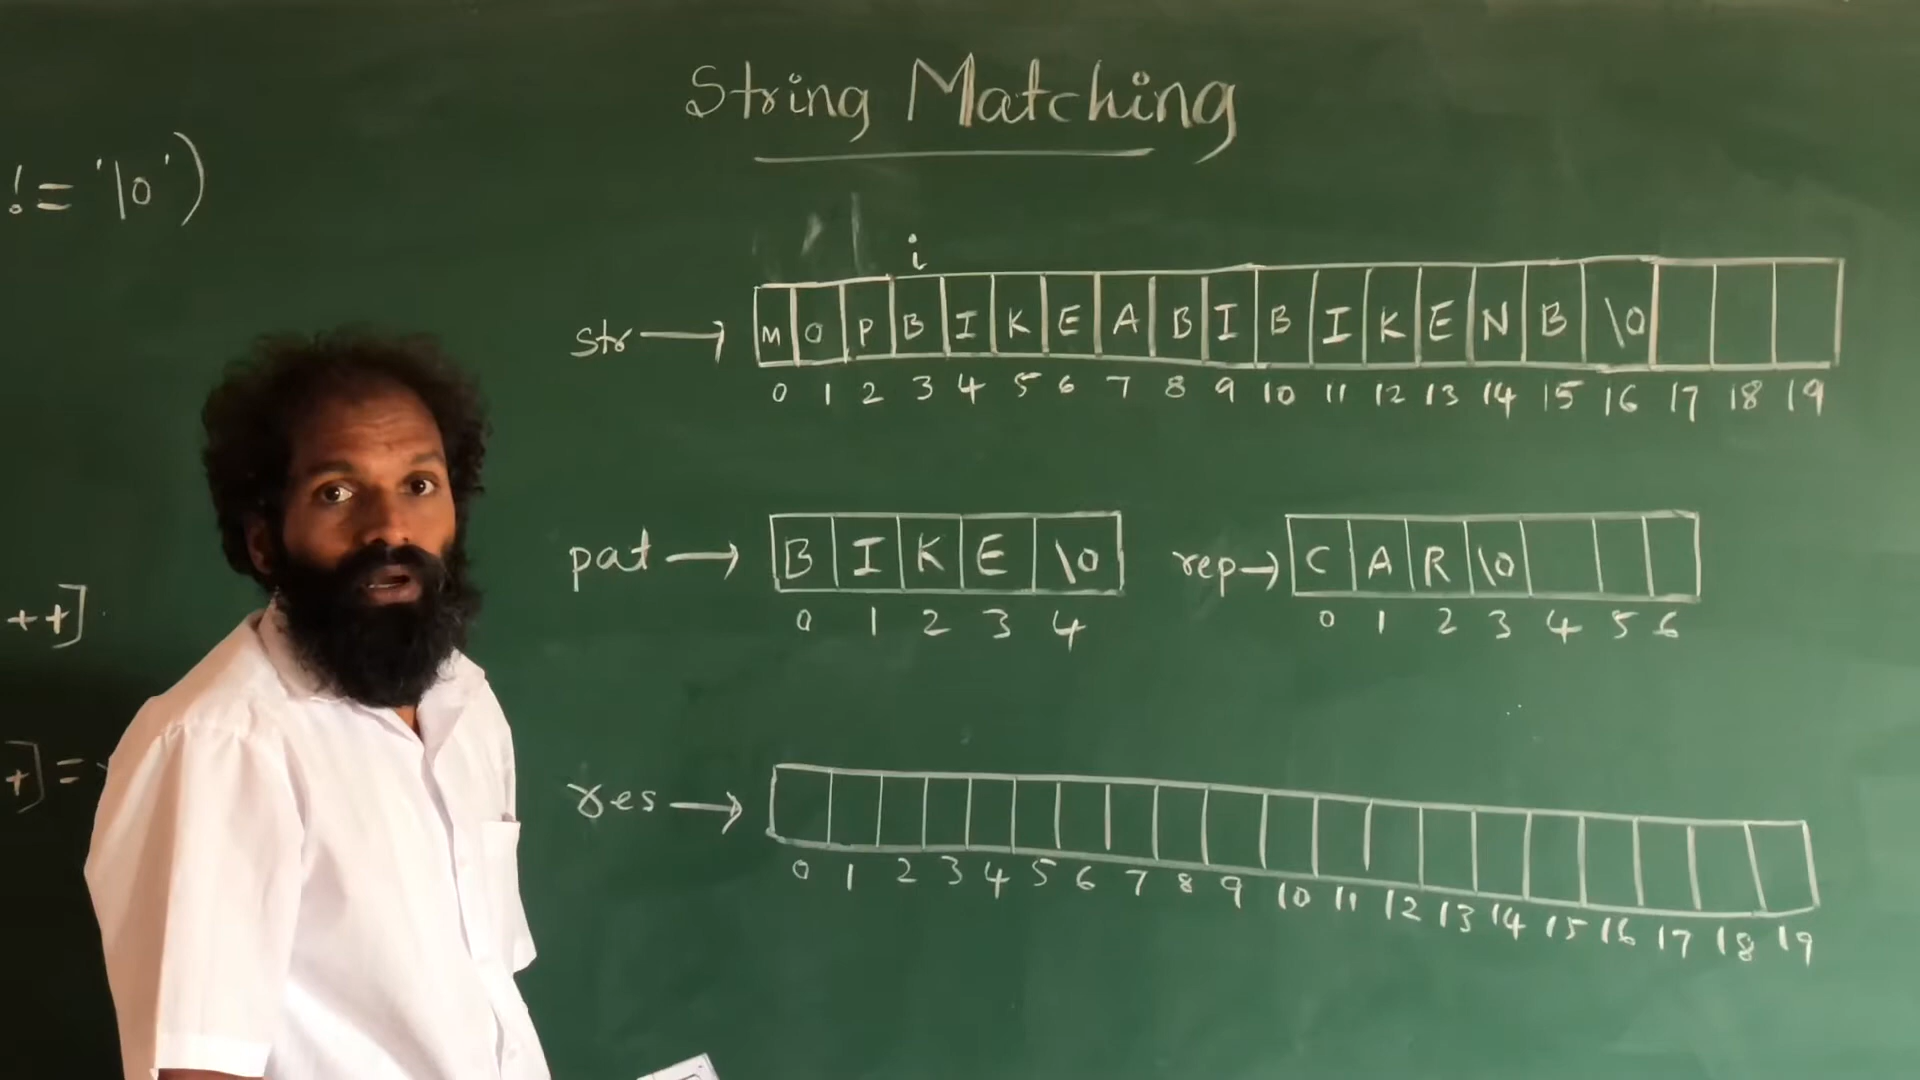 String Matching
!= '\0')
i
str → M O P B I K E A B I B I K E N B \0
0 1 2 3 4 5 6 7 8 9 10 11 12 13 14 15 16 17 18 19
pat → B I K E \0 rep → C A R \0
0 1 2 3 4 0 1 2 3 4 5 6
++]
+] =
res →
0 1 2 3 4 5 6 7 8 9 10 11 12 13 14 15 16 17 18 19